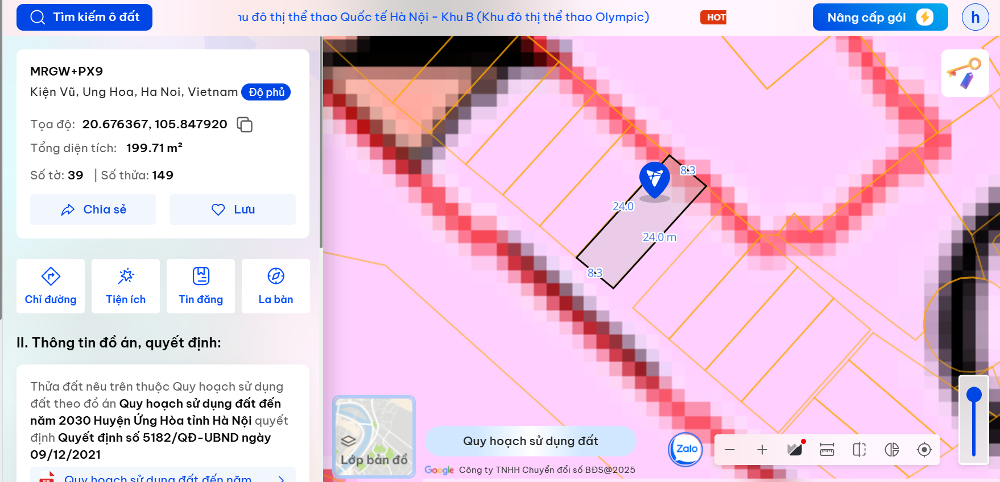 Tìm kiếm ô đất
đô thị thể thao Quốc tế Hà Nội - Khu B (Khu đô thị thể thao Olympic)
HOT
Nâng cấp gói
h
MRGW+PX9
Kiện Vũ, Ung Hoa, Ha Noi, Vietnam Độ phủ
Tọa độ: 20.676367, 105.847920
Tổng diện tích: 199.71 m²
Số tờ: 39 | Số thửa: 149
Chia sẻ
Lưu
Chỉ đường
Tiện ích
Tin đăng
La bàn
II. Thông tin đồ án, quyết định:
Thửa đất nêu trên thuộc Quy hoạch sử dụng
đất theo đồ án Quy hoạch sử dụng đất đến
năm 2030 Huyện Ứng Hòa tỉnh Hà Nội quyết
định Quyết định số 5182/QĐ-UBND ngày
09/12/2021
Quy hoạch sử dụng đất đến năm
8.3
24.0
24.0 m
8.3
Lớp bản đồ
Quy hoạch sử dụng đất
Google Công ty TNHH Chuyển đổi số BĐS@2025
Zalo